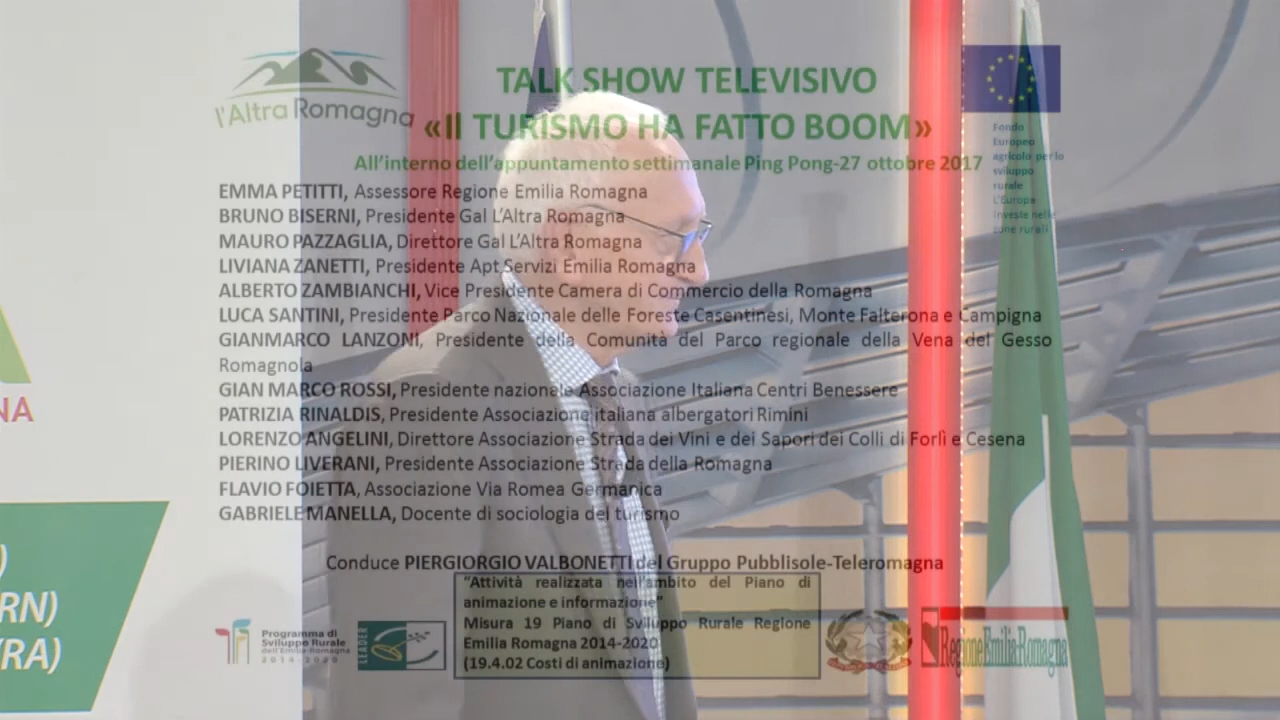 l'Altra Romagna
TALK SHOW TELEVISIVO
«Il TURISMO HA FATTO BOOM»
All'interno dell'appuntamento settimanale Ping Pong-27 ottobre 2017
Fondo
Europeo
agricolo per lo
sviluppo
rurale
L'Europa
investe nelle
zone rurali
EMMA PETITTI, Assessore Regione Emilia Romagna
BRUNO BISERNI, Presidente Gal L'Altra Romagna
MAURO PAZZAGLIA, Direttore Gal L'Altra Romagna
LIVIANA ZANETTI, Presidente Apt Servizi Emilia Romagna
ALBERTO ZAMBIANCHI, Vice Presidente Camera di Commercio della Romagna
LUCA SANTINI, Presidente Parco Nazionale delle Foreste Casentinesi, Monte Falterona e Campigna
GIANMARCO LANZONI, Presidente della Comunità del Parco regionale della Vena del Gesso
Romagnola
GIAN MARCO ROSSI, Presidente nazionale Associazione Italiana Centri Benessere
PATRIZIA RINALDIS, Presidente Associazione italiana albergatori Rimini
LORENZO ANGELINI, Direttore Associazione Strada dei Vini e dei Sapori dei Colli di Forlì e Cesena
PIERINO LIVERANI, Presidente Associazione Strada della Romagna
FLAVIO FOIETTA, Associazione Via Romea Germanica
GABRIELE MANELLA, Docente di sociologia del turismo
NA
)
RN)
(RA)
Conduce PIERGIORGIO VALBONETTI del Gruppo Pubblisole-Teleromagna
"Attività realizzata nell'ambito del Piano di
animazione e informazione"
Misura 19 Piano di Sviluppo Rurale Regione
Emilia Romagna 2014-2020
(19.4.02 Costi di animazione)
Programma di
Sviluppo Rurale
dell'Emilia-Romagna
2014-2020
LEADER
RegioneEmiliaRomagna